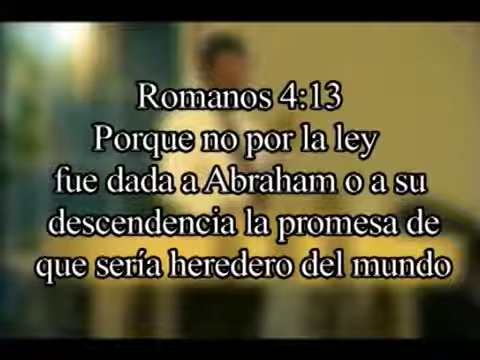 Romanos 4:13
Porque no por la ley
fue dada a Abraham o a su
descendencia la promesa de
que sería heredero del mundo